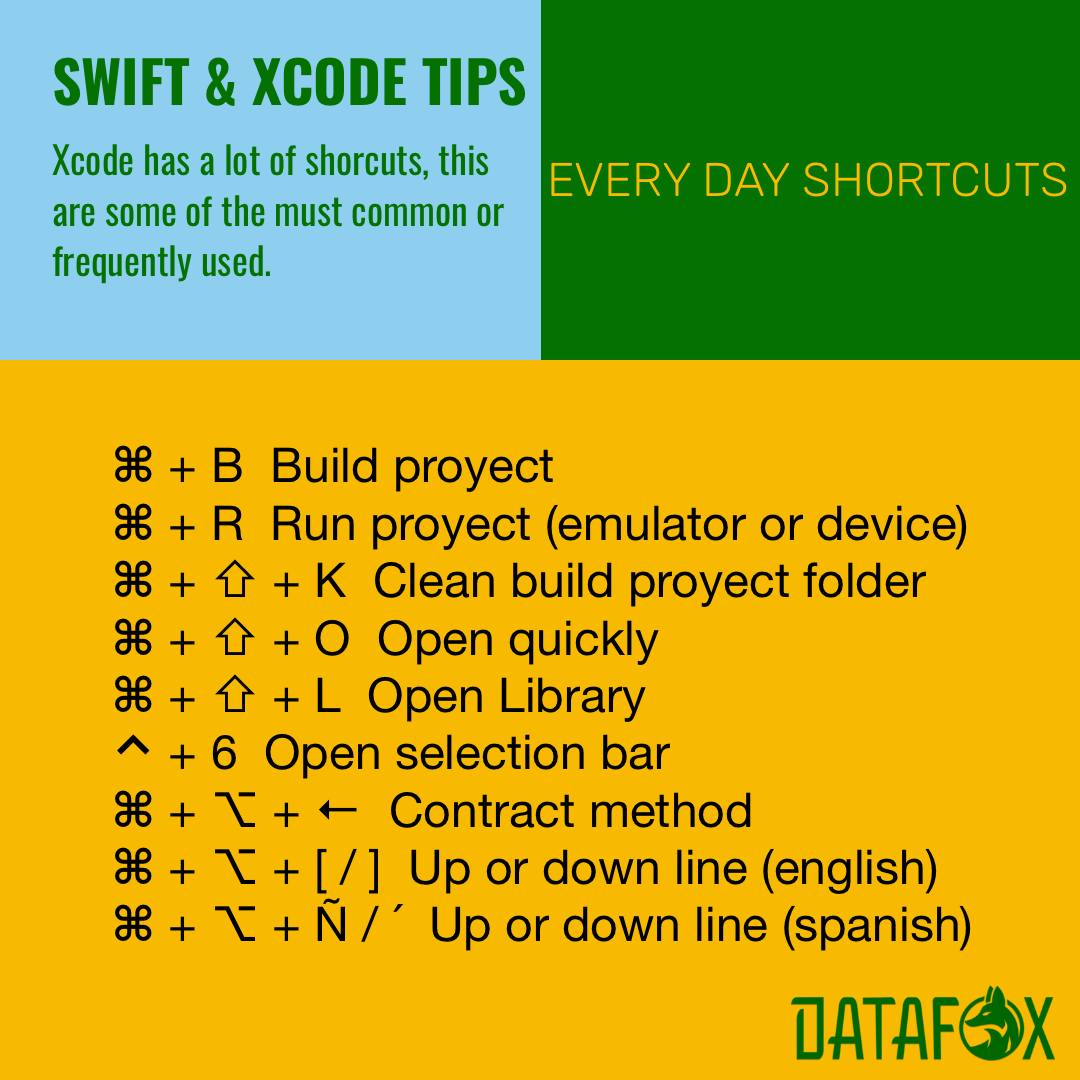 SWIFT & XCODE TIPS
Xcode has a lot of shorcuts, this
are some of the must common or
frequently used.
EVERY DAY SHORTCUTS
⌘ + B  Build proyect
⌘ + R  Run proyect (emulator or device)
⌘ + ⇧ + K  Clean build proyect folder
⌘ + ⇧ + O  Open quickly
⌘ + ⇧ + L  Open Library
⌃ + 6  Open selection bar
⌘ + ⌥ + ←  Contract method
⌘ + ⌥ + [ / ]  Up or down line (english)
⌘ + ⌥ + Ñ / ´  Up or down line (spanish)
DATAFOX